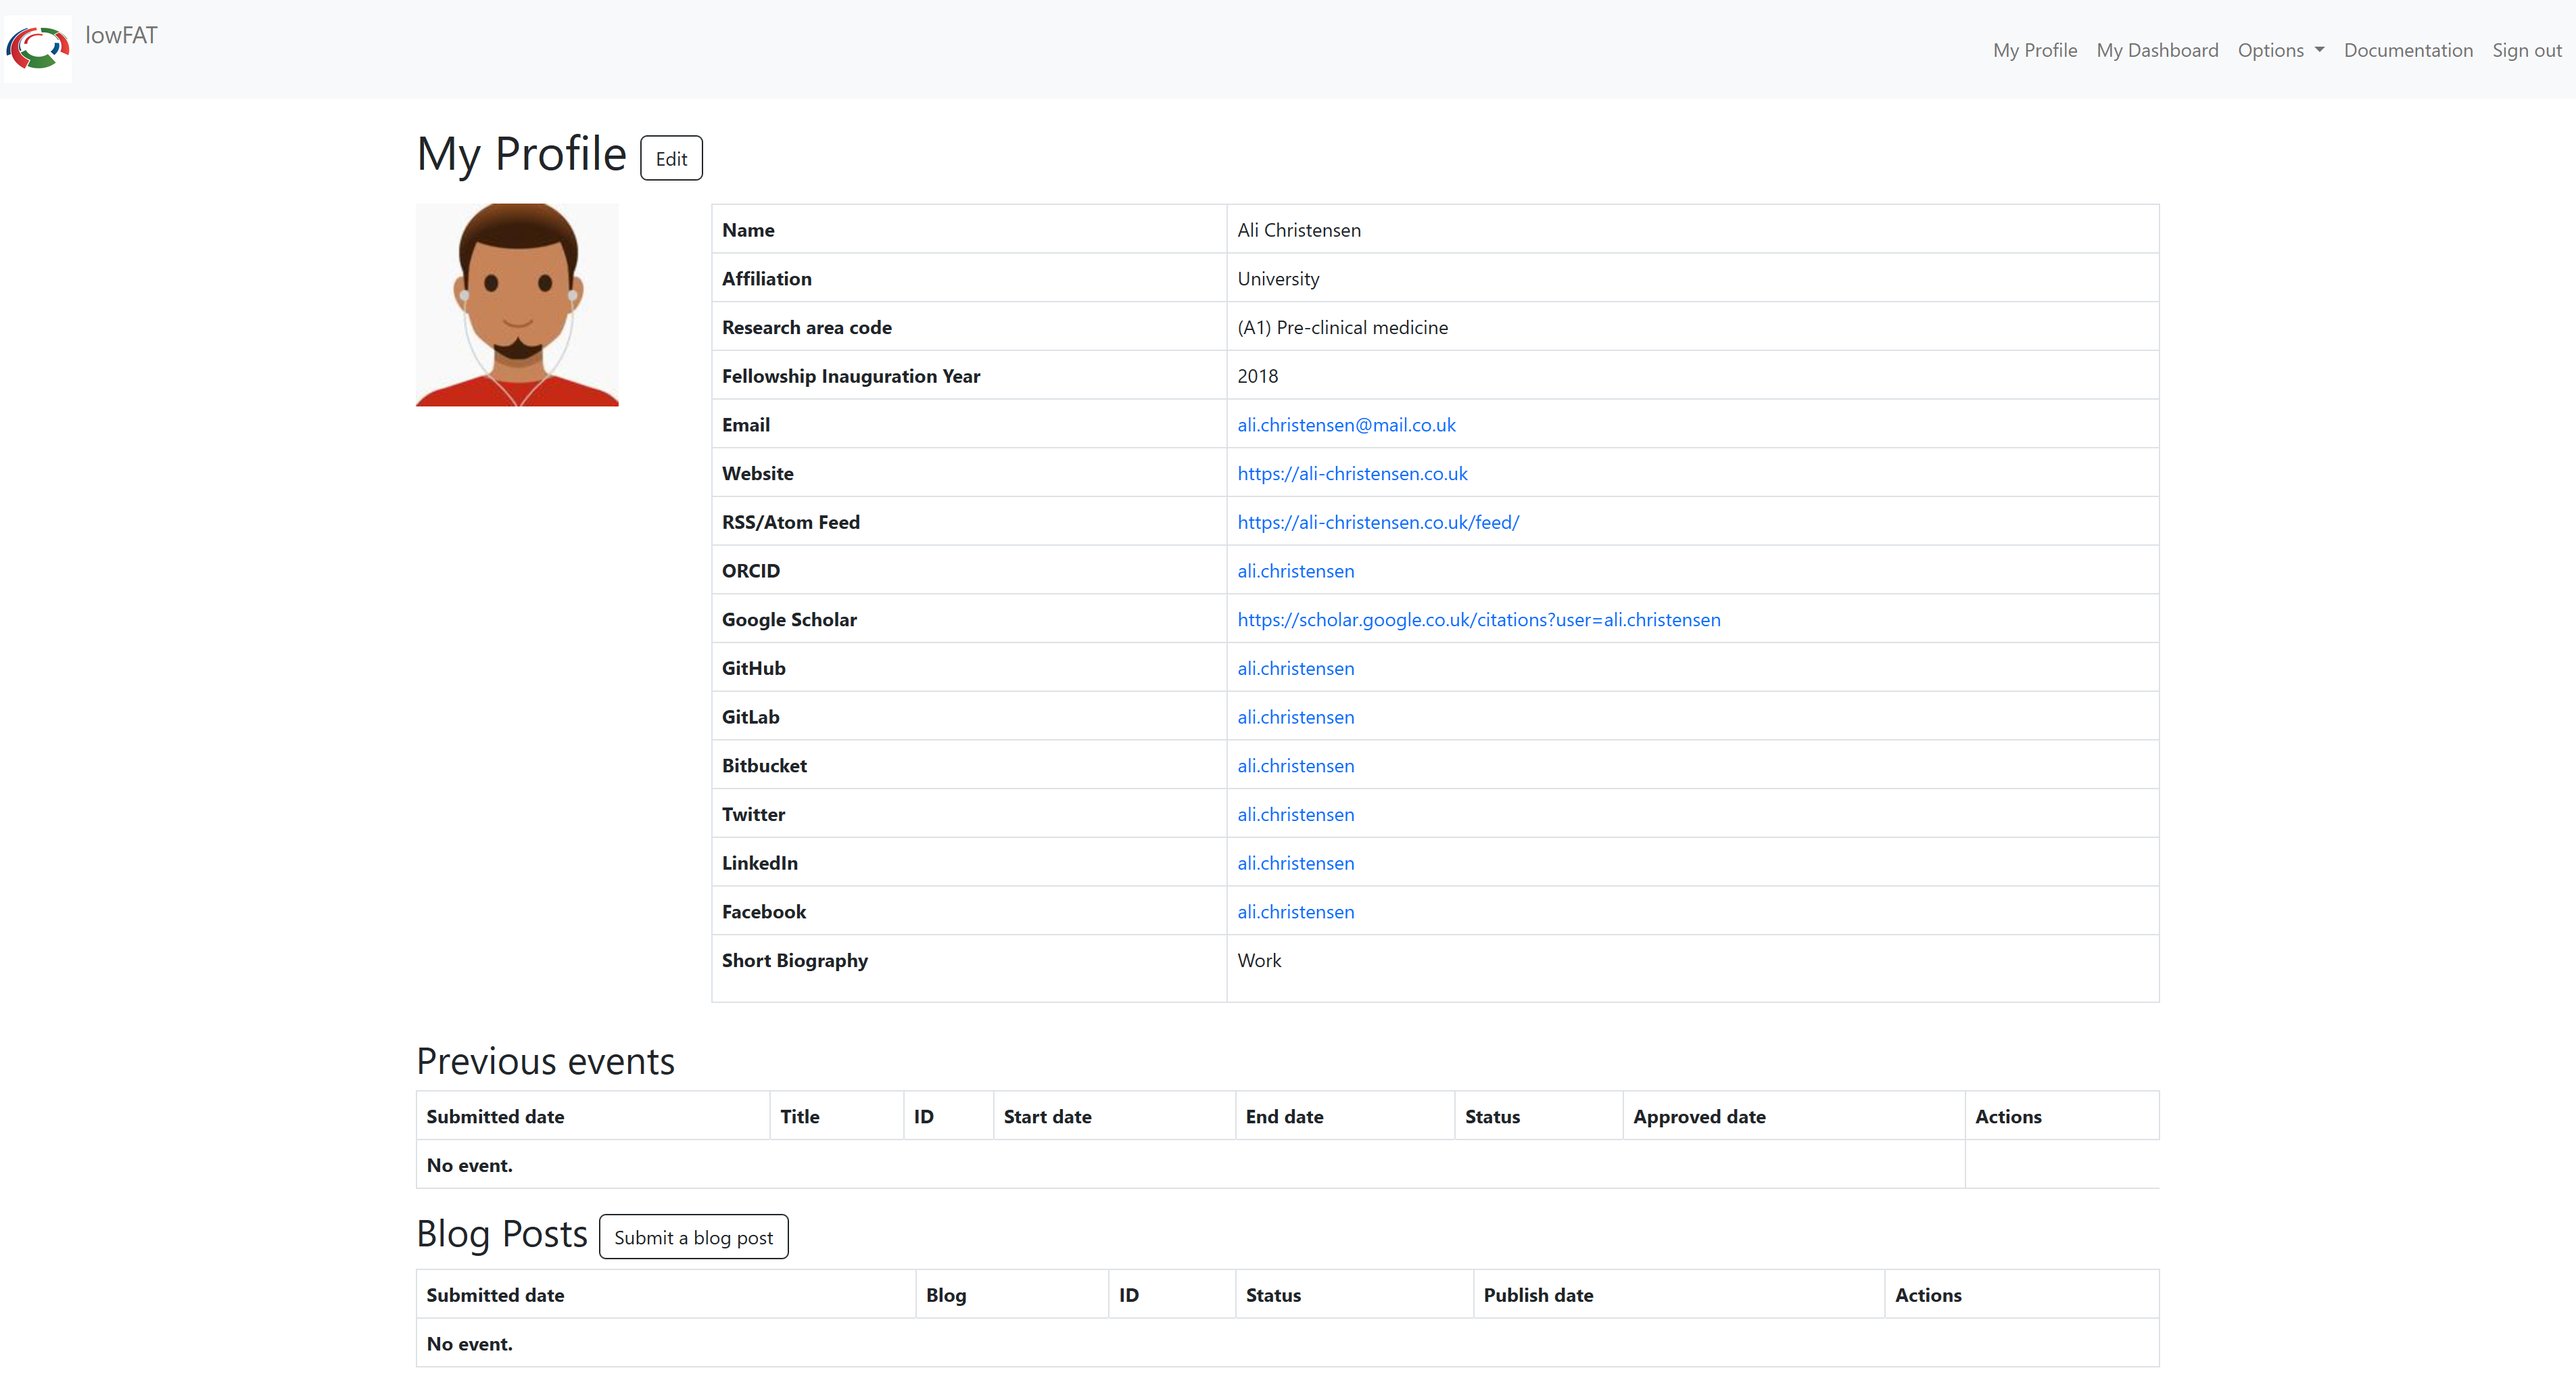 lowFAT
My Profile My Dashboard Options Documentation Sign out
My Profile Edit
Name Ali Christensen
Affiliation University
Research area code (A1) Pre-clinical medicine
Fellowship Inauguration Year 2018
Email ali.christensen@mail.co.uk
Website https://ali-christensen.co.uk
RSS/Atom Feed https://ali-christensen.co.uk/feed/
ORCID ali.christensen
Google Scholar https://scholar.google.co.uk/citations?user=ali.christensen
GitHub ali.christensen
GitLab ali.christensen
Bitbucket ali.christensen
Twitter ali.christensen
LinkedIn ali.christensen
Facebook ali.christensen
Short Biography Work
Previous events
Submitted date Title ID Start date End date Status Approved date Actions
No event.
Blog Posts Submit a blog post
Submitted date Blog ID Status Publish date Actions
No event.